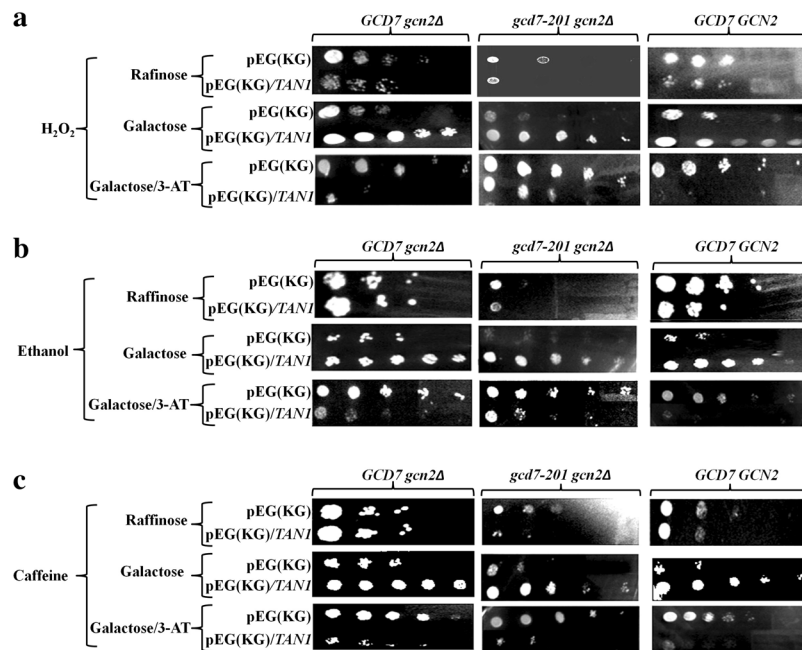 a
GCD7 gcn2Δ
gcd7-201 gcn2Δ
GCD7 GCN2
H2O2
Rafinose
pEG(KG)
pEG(KG)/TAN1
Galactose
pEG(KG)
pEG(KG)/TAN1
Galactose/3-AT
pEG(KG)
pEG(KG)/TAN1
b
GCD7 gcn2Δ
gcd7-201 gcn2Δ
GCD7 GCN2
Ethanol
Raffinose
pEG(KG)
pEG(KG)/TAN1
Galactose
pEG(KG)
pEG(KG)/TAN1
Galactose/3-AT
pEG(KG)
pEG(KG)/TAN1
c
GCD7 gcn2Δ
gcd7-201 gcn2Δ
GCD7 GCN2
Caffeine
Raffinose
pEG(KG)
pEG(KG)/TAN1
Galactose
pEG(KG)
pEG(KG)/TAN1
Galactose/3-AT
pEG(KG)
pEG(KG)/TAN1